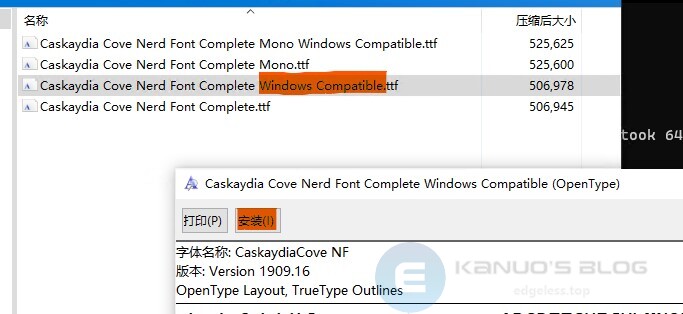 名称 压缩后大小
Caskaydia Cove Nerd Font Complete Mono Windows Compatible.ttf 525,625
Caskaydia Cove Nerd Font Complete Mono.ttf 525,600
Caskaydia Cove Nerd Font Complete Windows Compatible.ttf 506,978
Caskaydia Cove Nerd Font Complete.ttf 506,945
took 64
Caskaydia Cove Nerd Font Complete Windows Compatible (OpenType)
打印(P) 安装(I)
字体名称: CaskaydiaCove NF
版本: Version 1909.16
OpenType Layout, TrueType Outlines
KANUO'S BLOG
edgeless.top